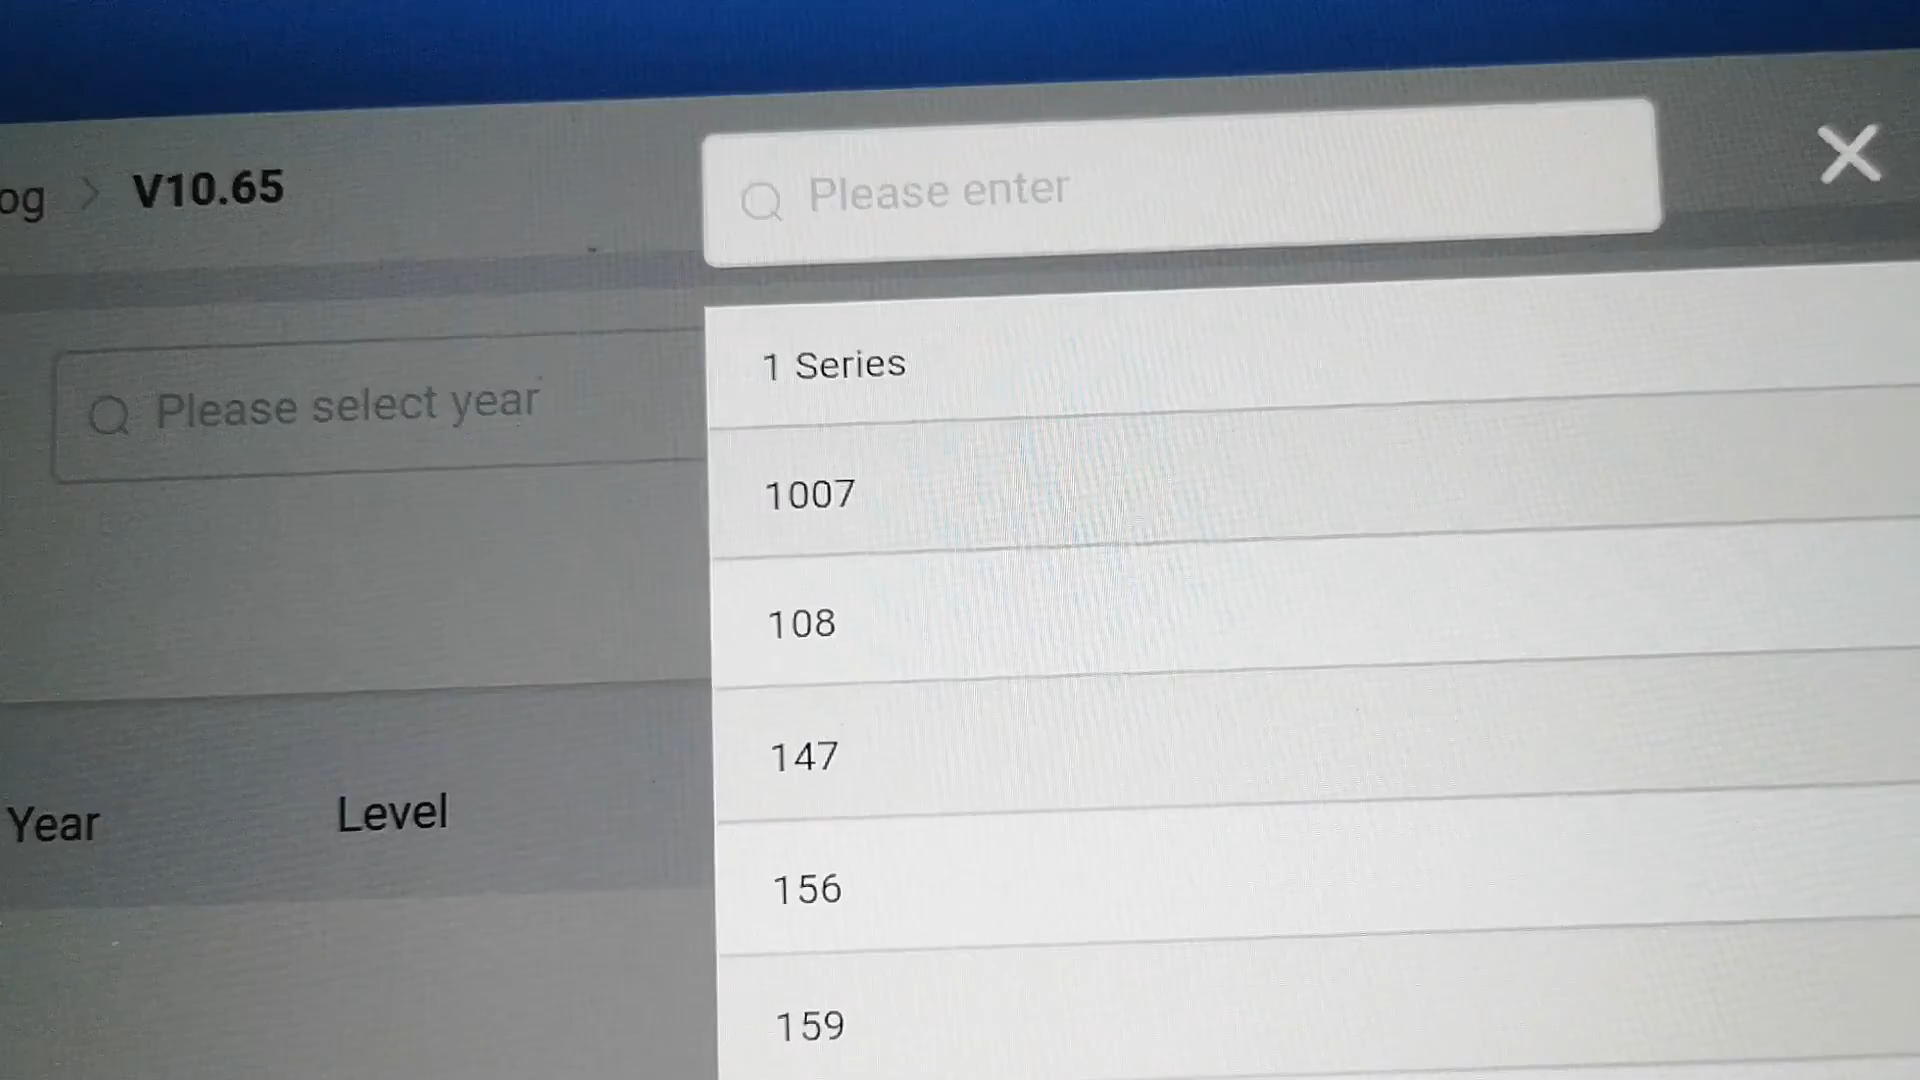 og > V10.65
Please enter
Please select year
1 Series
1007
108
147
156
159
Year
Level